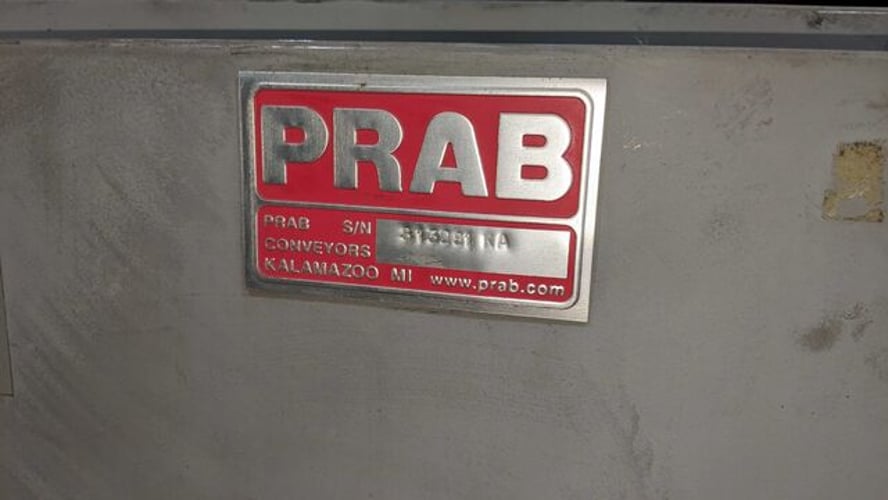 PRAB
PRAB S/N
CONVEYORS
KALAMAZOO MI www.prab.com